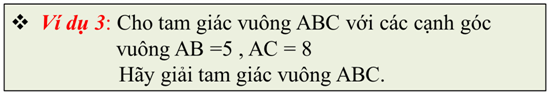 ❖ Ví dụ 3: Cho tam giác vuông ABC với các cạnh góc
vuông AB =5 , AC = 8
Hãy giải tam giác vuông ABC.